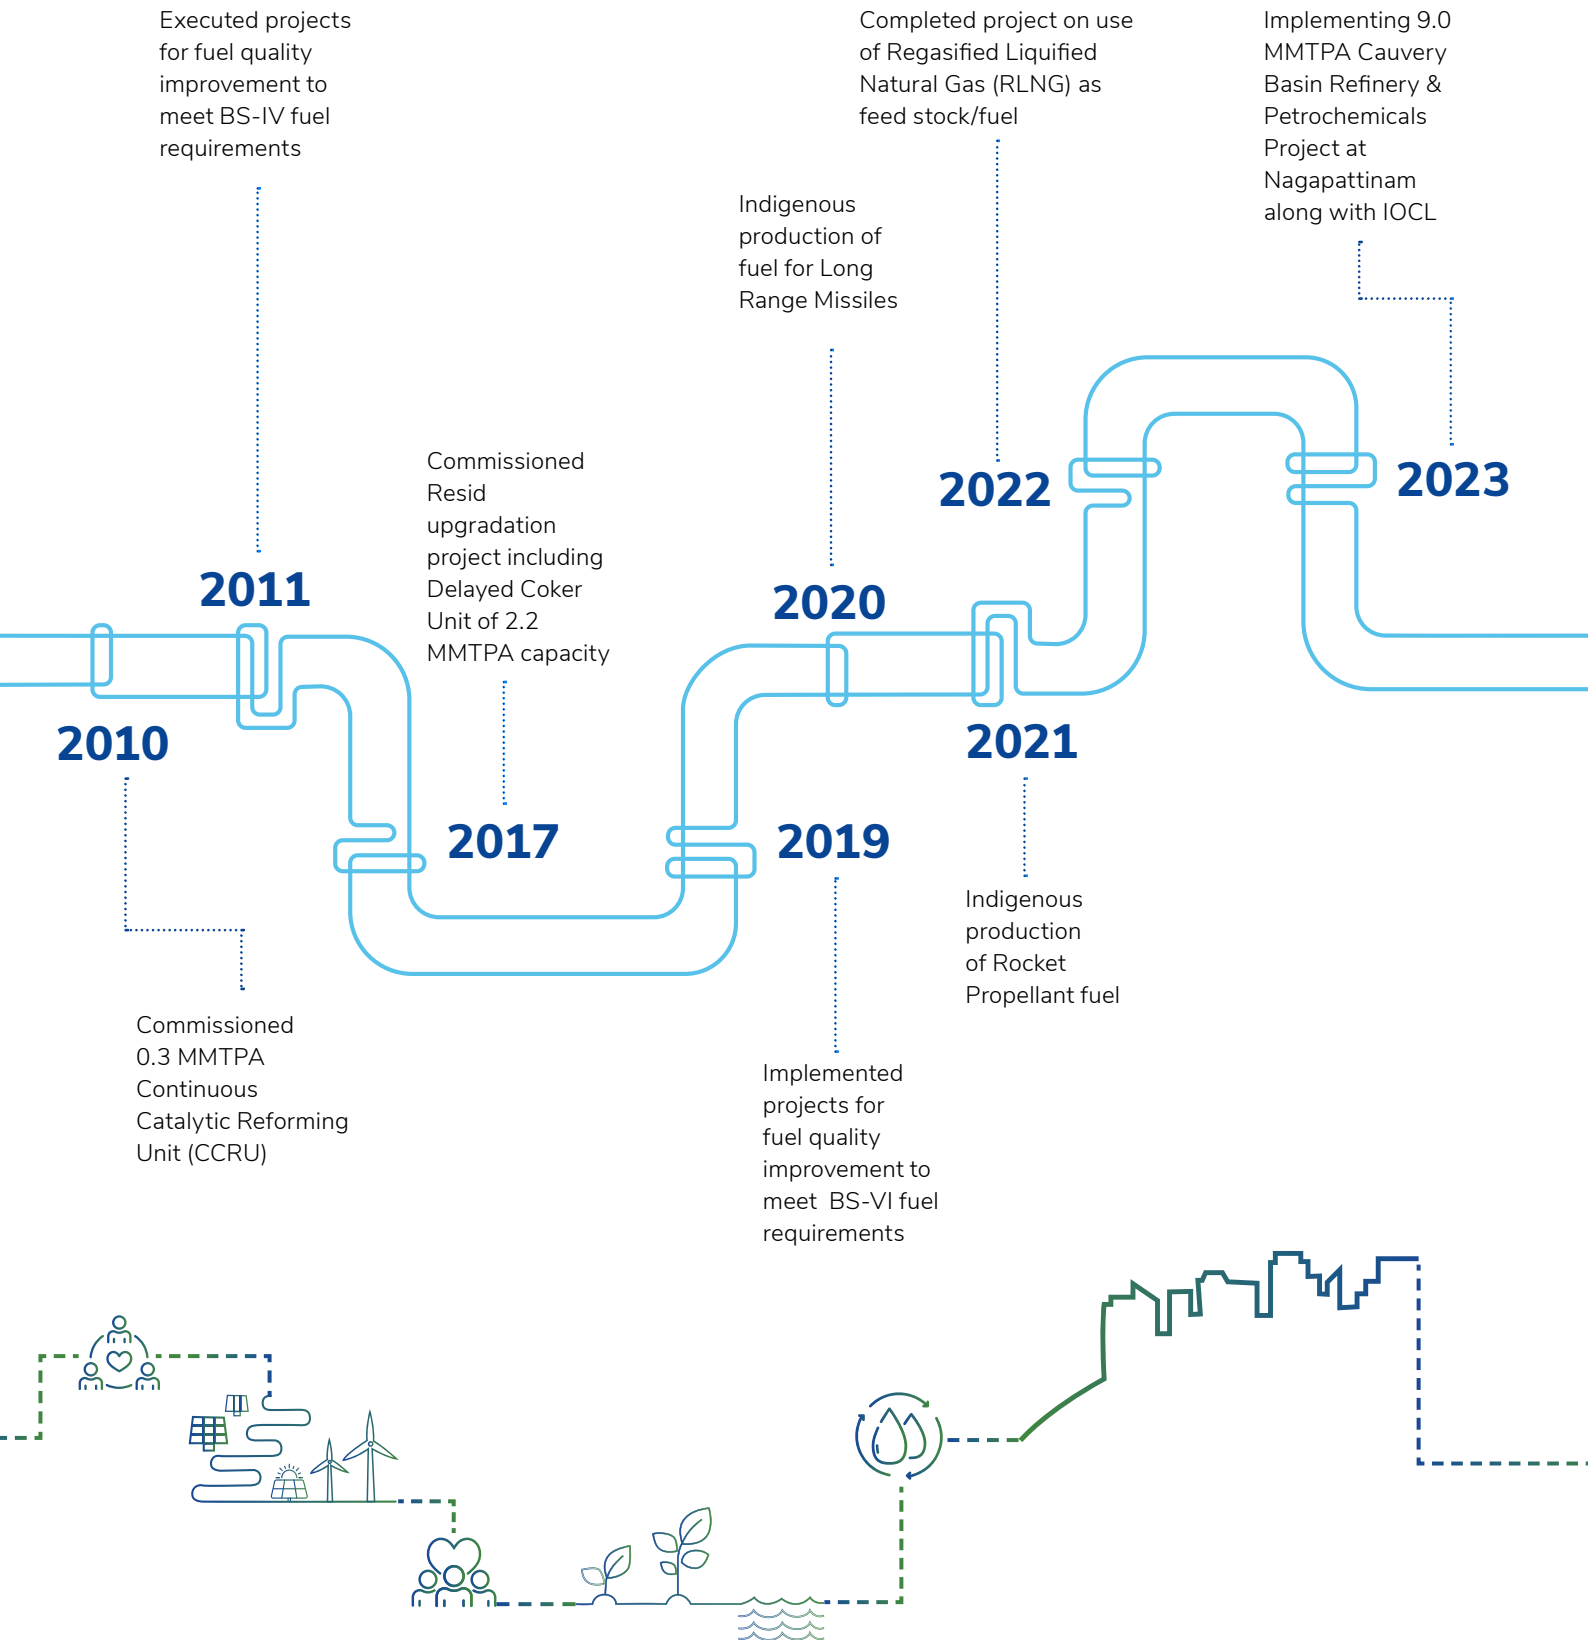 Executed projects
for fuel quality
improvement to
meet BS-IV fuel
requirements
2011
2010
Commissioned
0.3 MMTPA
Continuous
Catalytic Reforming
Unit (CCRU)
Commissioned
Resid
upgradation
project including
Delayed Coker
Unit of 2.2
MMTPA capacity
2017
Indigenous
production of
fuel for Long
Range Missiles
2020
2019
Implemented
projects for
fuel quality
improvement to
meet  BS-VI fuel
requirements
Completed project on use
of Regasified Liquified
Natural Gas (RLNG) as
feed stock/fuel
2022
2021
Indigenous
production
of Rocket
Propellant fuel
Implementing 9.0
MMTPA Cauvery
Basin Refinery &
Petrochemicals
Project at
Nagapattinam
along with IOCL
2023